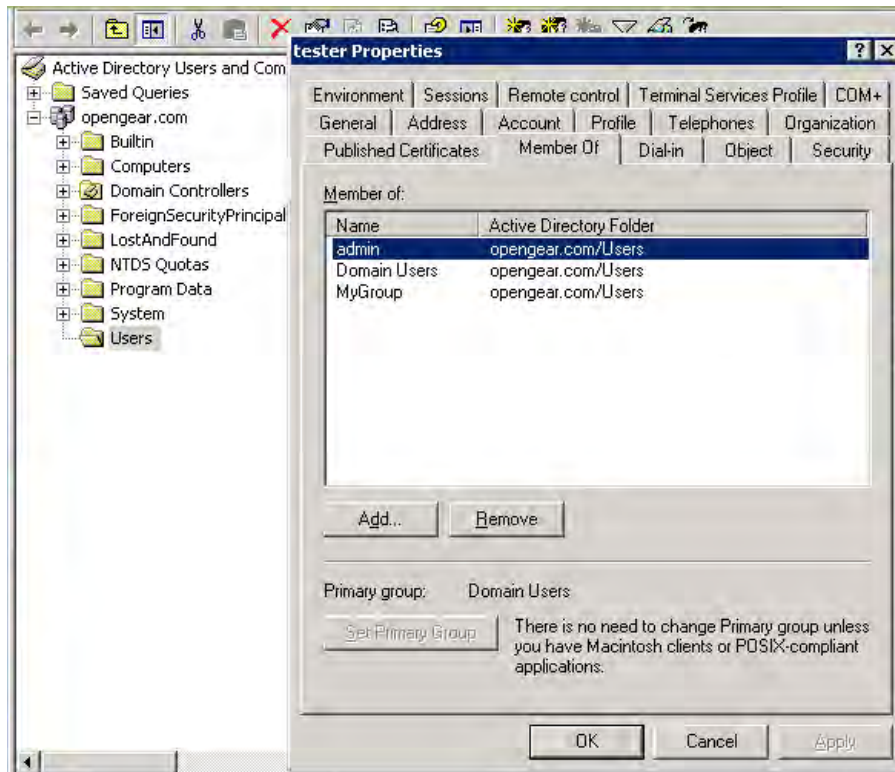 tester Properties
Active Directory Users and Com
Saved Queries
opengear.com
Builtin
Computers
Domain Controllers
ForeignSecurityPrincipal
LostAndFound
NTDS Quotas
Program Data
System
Users
Environment Sessions Remote control Terminal Services Profile COM+
General Address Account Profile Telephones Organization
Published Certificates Member Of Dial-in Object Security
Member of:
Name Active Directory Folder
admin opengear.com/Users
Domain Users opengear.com/Users
MyGroup opengear.com/Users
Add... Remove
Primary group: Domain Users
Set Primary Group
There is no need to change Primary group unless
you have Macintosh clients or POSIX-compliant
applications.
OK Cancel Apply